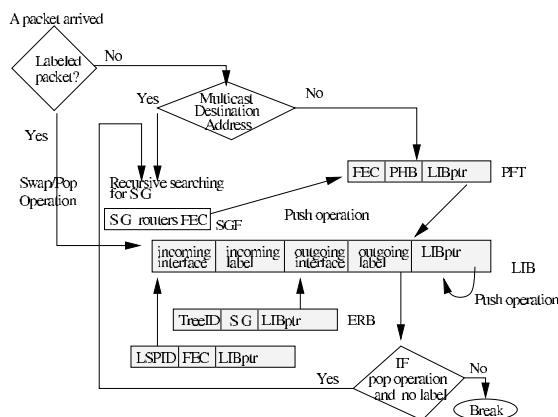 A packet arrived
Labeled
packet?
No
Yes
Multicast
Destination
Address
No
Yes
Swap/Pop
Operation
Recursive searching
for S G
FEC PHB LIBptr
PFT
S G routers FEC
SGF
Push operation
incoming
interface
incoming
label
outgoing
interface
outgoing
label
LIBptr
LIB
Push operation
TreeID S G LIBptr
ERB
LSPID FEC LIBptr
IF
pop operation
and no label
Yes
No
Break